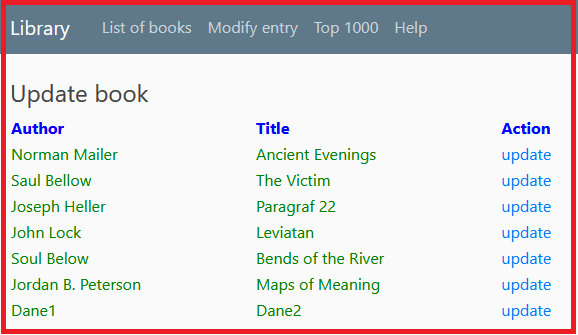 Library List of books Modify entry Top 1000 Help
Update book
Author Title Action
Norman Mailer Ancient Evenings update
Saul Bellow The Victim update
Joseph Heller Paragraf 22 update
John Lock Leviatan update
Soul Below Bends of the River update
Jordan B. Peterson Maps of Meaning update
Dane1 Dane2 update